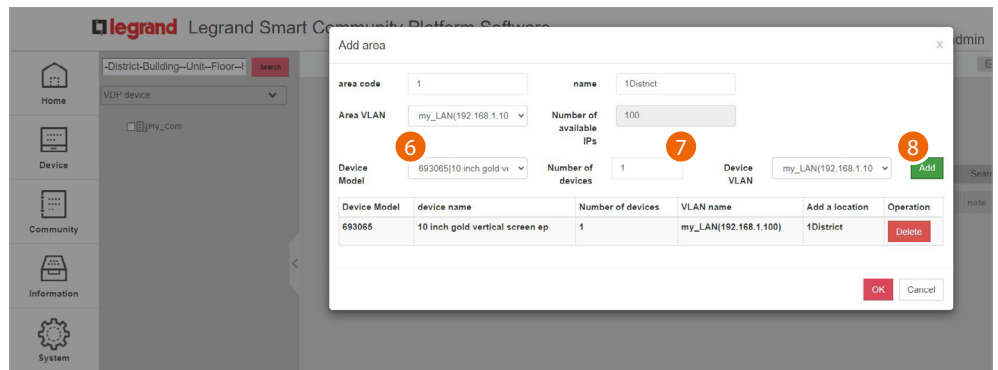 legrand Legrand Smart Community Platform Software
Add area
x
admin
-District-Building--Unit--Floor--
Search
VDP device
My_Com
Home
Device
Community
Information
System
area code 1 name 1District
Area VLAN my_LAN(192.168.1.10 Number of available IPs 100
6
7
8
Device Model 693065|10 inch gold ve Number of devices 1 Device VLAN my_LAN(192.168.1.10 Add
Device Model device name Number of devices VLAN name Add a location Operation
693065 10 inch gold vertical screen ep 1 my_LAN(192.168.1.100) 1District Delete
OK Cancel
Sear
note
<